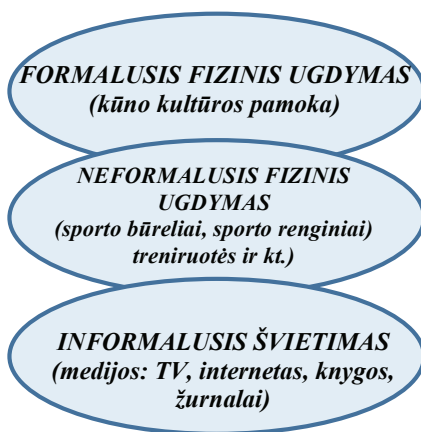 FORMALUSIS FIZINIS UGDYMAS
(kūno kultūros pamoka)
NEFORMALUSIS FIZINIS
UGDYMAS
(sporto būreliai, sporto renginiai)
treniruotės ir kt.)
INFORMALUSIS ŠVIETIMAS
(medijos: TV, internetas, knygos,
žurnalai)